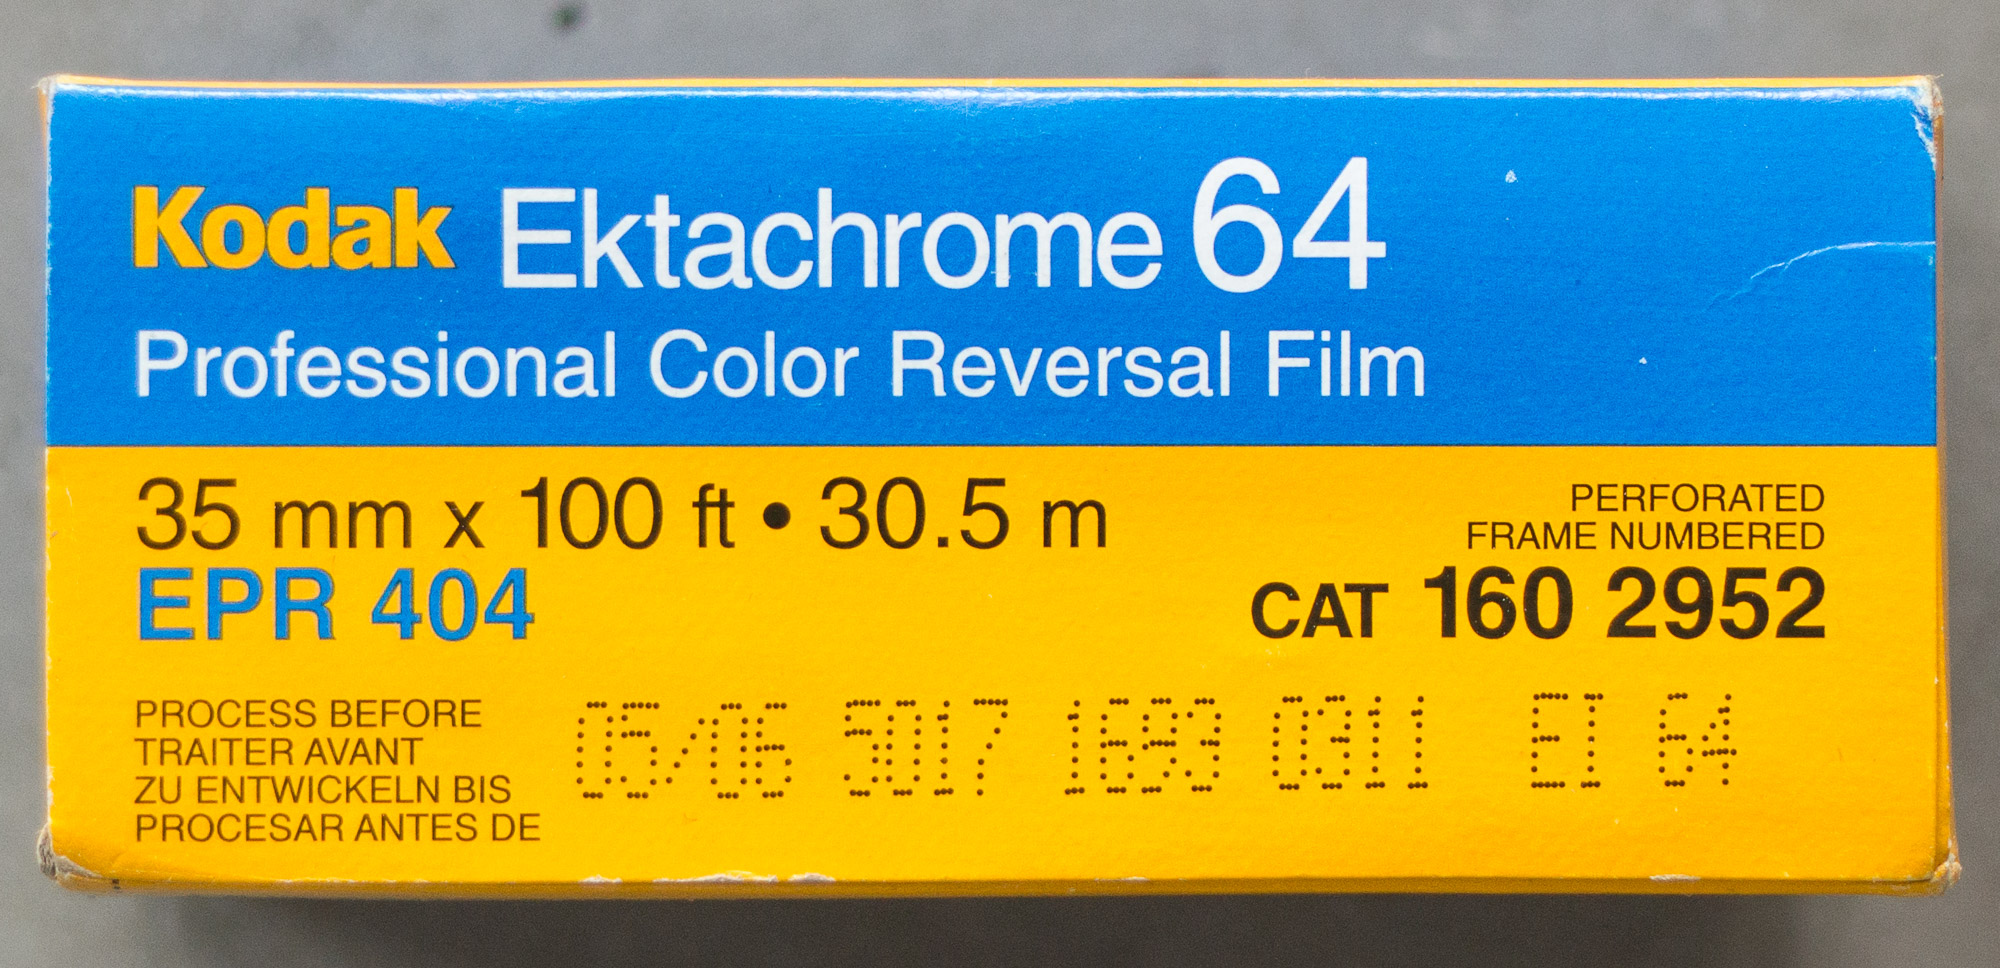 Kodak Ektachrome 64
Professional Color Reversal Film
35 mm x 100 ft • 30.5 m
PERFORATED
FRAME NUMBERED
EPR 404
CAT 160 2952
PROCESS BEFORE
TRAITER AVANT
ZU ENTWICKELN BIS
PROCESAR ANTES DE
05/06 5017 1693 0311 EI 64